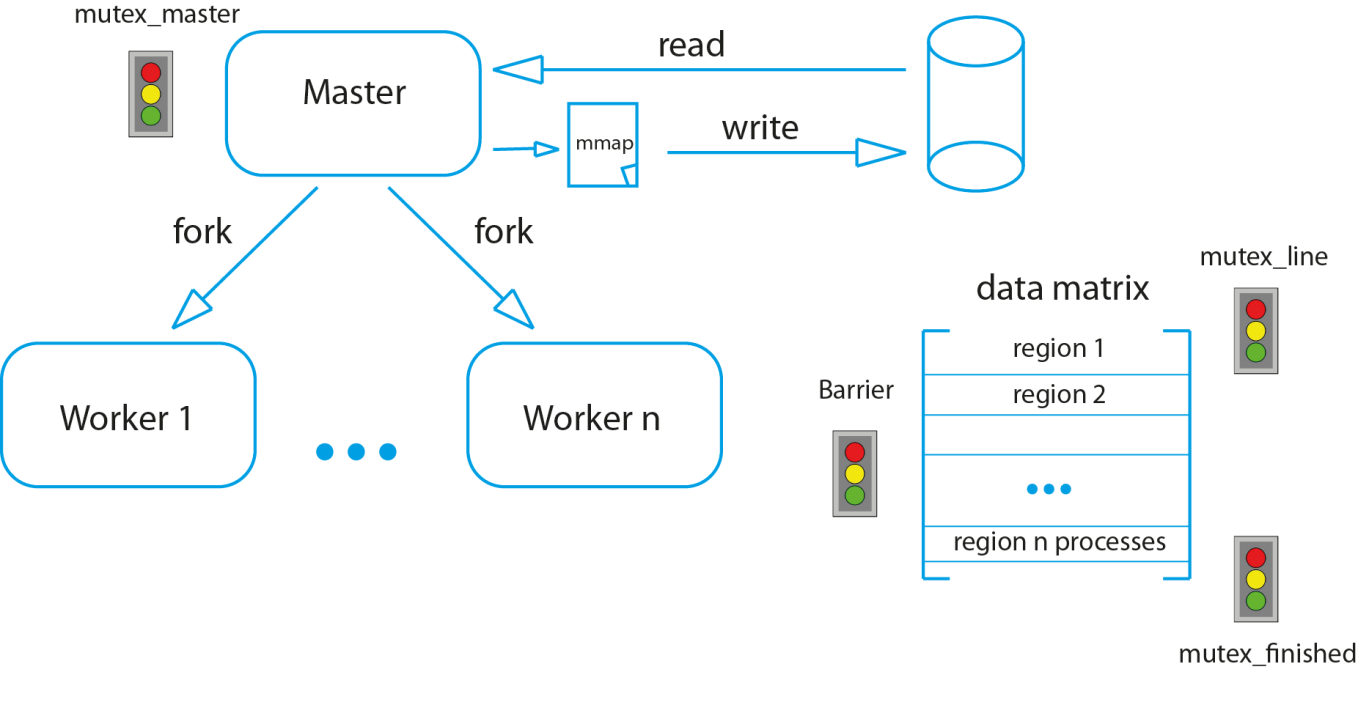 mutex_master
Master
read
mmap
write
fork
fork
Worker 1
Worker n
mutex_line
data matrix
region 1
Barrier
region 2
region n processes
mutex_finished